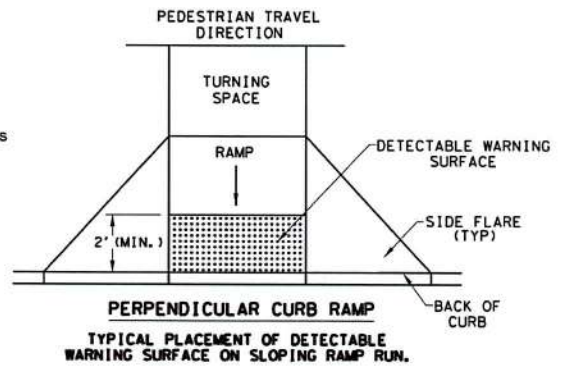 PEDESTRIAN TRAVEL
DIRECTION
TURNING
SPACE
s
RAMP
DETECTABLE WARNING
SURFACE
SIDE FLARE
(TYP)
2' (MIN.)
BACK OF
CURB
PERPENDICULAR CURB RAMP
TYPICAL PLACEMENT OF DETECTABLE
WARNING SURFACE ON SLOPING RAMP RUN.